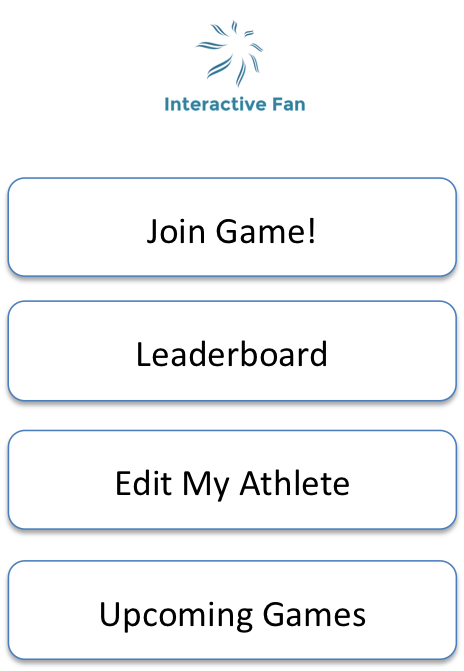 Interactive Fan
Join Game!
Leaderboard
Edit My Athlete
Upcoming Games